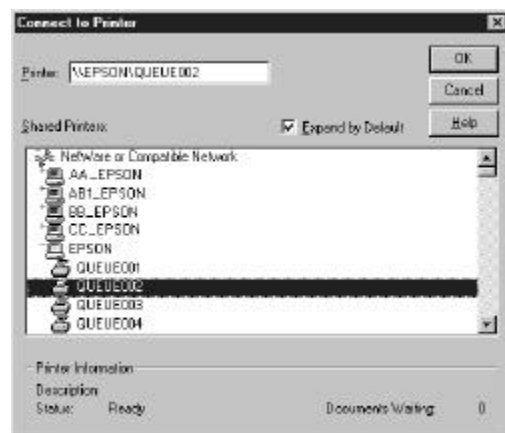 Connect to Printer
Printer: \\EPSON\QUEUE002
OK
Cancel
Help
Shared Printers:
Expand by Default
NetWare or Compatible Network
AA_EPSON
AB1_EPSON
BB_EPSON
CC_EPSON
EPSON
QUEUE001
QUEUE002
QUEUE003
QUEUE004
Printer Information
Description:
Status: Ready
Documents Waiting: 0